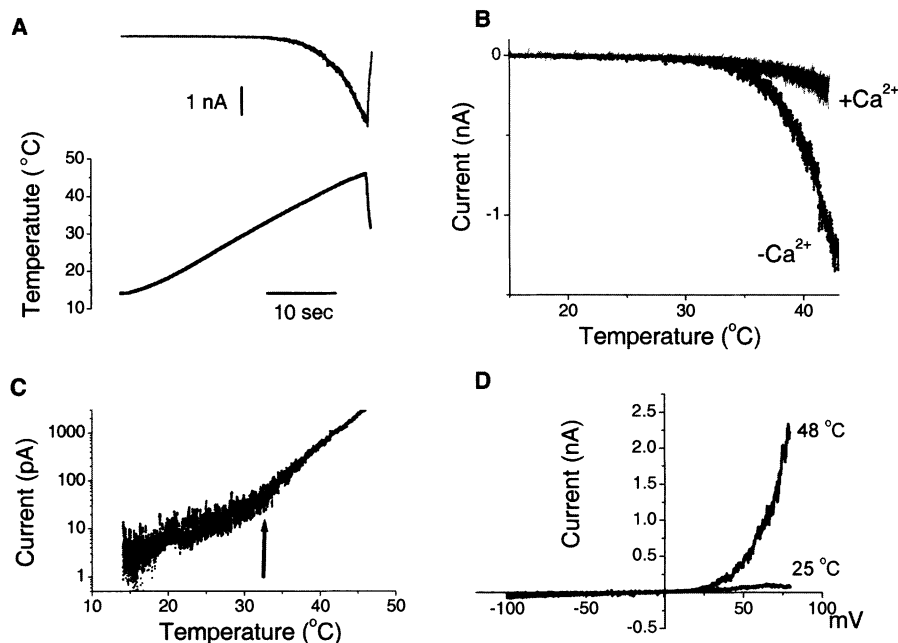 A
1 nA
Temperatute (°C)
50
40
30
20
10
10 sec
B
Current (nA)
0
-1
+Ca2+
-Ca2+
20
30
40
Temperature (°C)
C
Current (pA)
1000
100
10
1
10
20
30
40
50
Temperature (°C)
D
Current (nA)
2.5
2.0
1.5
1.0
0.5
-0.5
48 °C
25 °C
-100
-50
0
50
100
mV